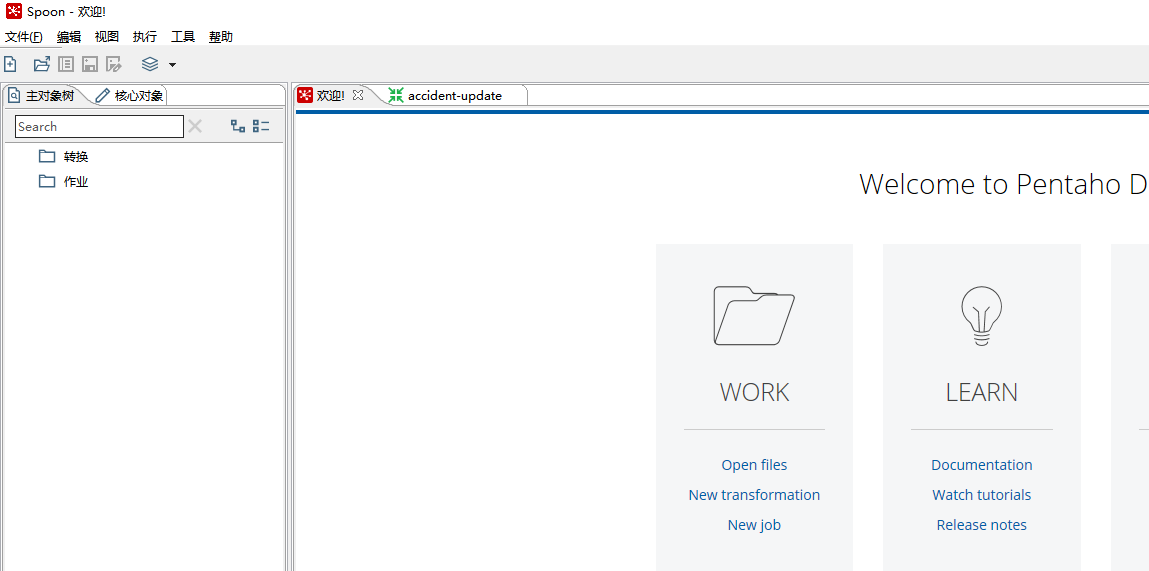 Spoon - 欢迎!
文件(F) 编辑 视图 执行 工具 帮助
主对象树 核心对象
欢迎! accident-update
Search
转换
作业
Welcome to Pentaho D
WORK
Open files
New transformation
New job
LEARN
Documentation
Watch tutorials
Release notes